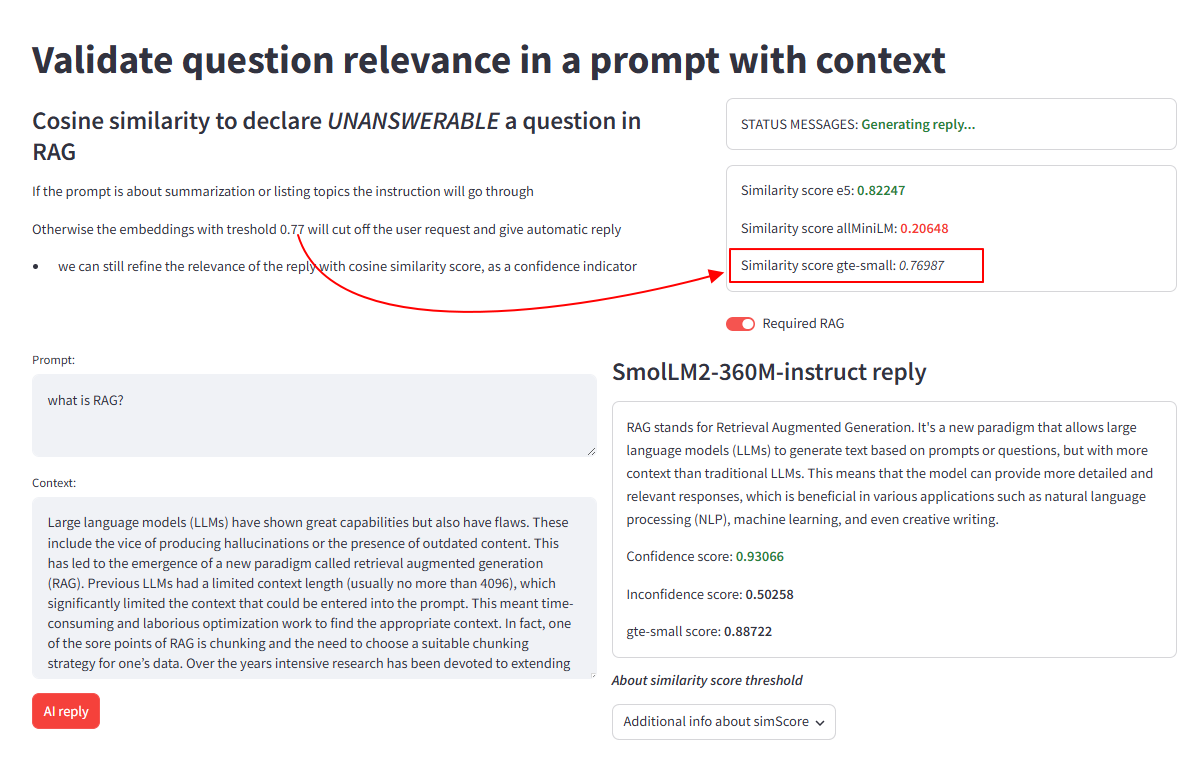 Validate question relevance in a prompt with context
Cosine similarity to declare UNANSWERABLE a question in
RAG
If the prompt is about summarization or listing topics the instruction will go through
Otherwise the embeddings with treshold 0.77 will cut off the user request and give automatic reply
• we can still refine the relevance of the reply with cosine similarity score, as a confidence indicator
STATUS MESSAGES: Generating reply...
Similarity score e5: 0.82247
Similarity score allMiniLM: 0.20648
Similarity score gte-small: 0.76987
Required RAG
Prompt:
what is RAG?
Context:
Large language models (LLMs) have shown great capabilities but also have flaws. These
include the vice of producing hallucinations or the presence of outdated content. This
has led to the emergence of a new paradigm called retrieval augmented generation
(RAG). Previous LLMs had a limited context length (usually no more than 4096), which
significantly limited the context that could be entered into the prompt. This meant time-
consuming and laborious optimization work to find the appropriate context. In fact, one
of the sore points of RAG is chunking and the need to choose a suitable chunking
strategy for one’s data. Over the years intensive research has been devoted to extending
AI reply
SmolLM2-360M-instruct reply
RAG stands for Retrieval Augmented Generation. It's a new paradigm that allows large
language models (LLMs) to generate text based on prompts or questions, but with more
context than traditional LLMs. This means that the model can provide more detailed and
relevant responses, which is beneficial in various applications such as natural language
processing (NLP), machine learning, and even creative writing.
Confidence score: 0.93066
Inconfidence score: 0.50258
gte-small score: 0.88722
About similarity score threshold
Additional info about simScore